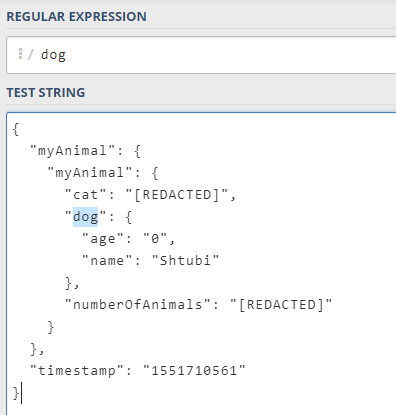 REGULAR EXPRESSION
⁝/ dog
TEST STRING
{
  "myAnimal": {
    "myAnimal": {
      "cat": "[REDACTED]",
      "dog": {
        "age": "0",
        "name": "Shtubi"
      },
      "numberOfAnimals": "[REDACTED]"
    }
  },
  "timestamp": "1551710561"
}